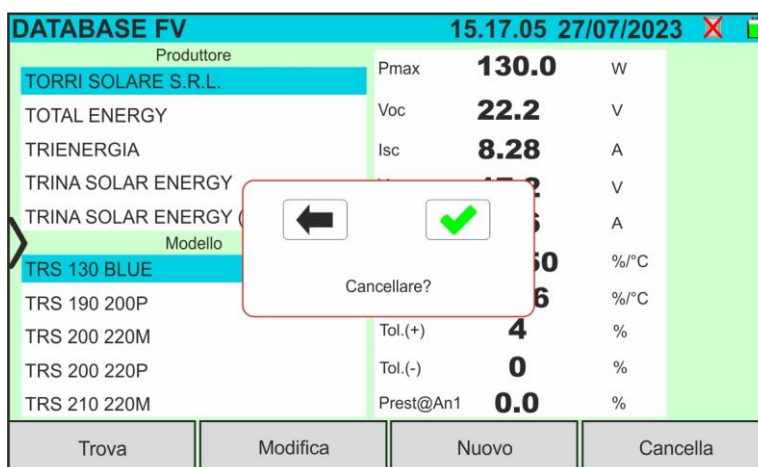 DATABASE FV 15.17.05 27/07/2023
Produttore
TORRI SOLARE S.R.L.
TOTAL ENERGY
TRIENERGIA
TRINA SOLAR ENERGY
TRINA SOLAR ENERGY (
Modello
TRS 130 BLUE
TRS 190 200P
TRS 200 220M
TRS 200 220P
TRS 210 220M
Pmax 130.0 W
Voc 22.2 V
Isc 8.28 A
V
A
%/°C
%/°C
Tol.(+) 4 %
Tol.(-) 0 %
Prest@An1 0.0 %
Cancellare?
Trova Modifica Nuovo Cancella